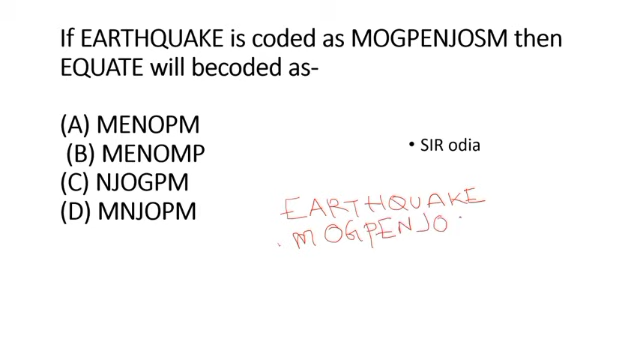 If EARTHQUAKE is coded as MOGPENJOSM then
EQUATE will becoded as-
(A) MENOPM
(B) MENOMP
(C) NJOGPM
(D) MNJOPM
• SIR odia
EARTHQUAKE
MOGPENJO